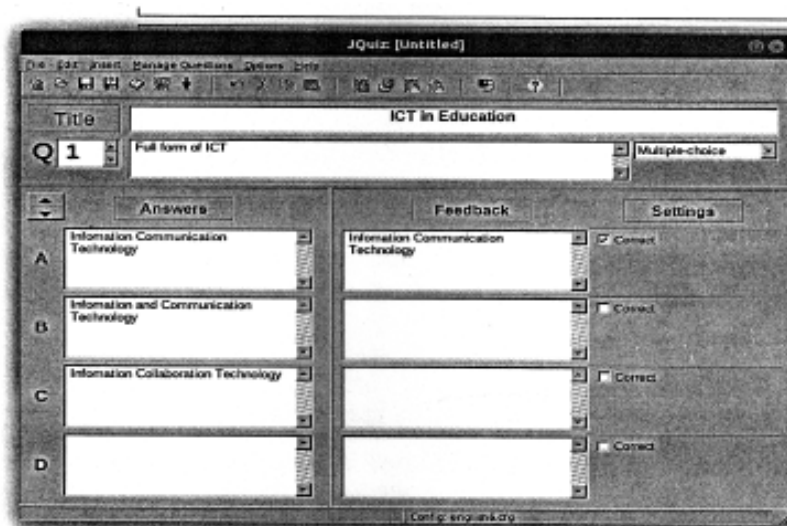 JQuiz: [Untitled]
File Edit Insert Manage Questions Options Help
Title
ICT in Education
Q 1
Full form of ICT
Multiple-choice
Answers
Feedback
Settings
A
Infomation Communication
Technology
Infomation Communication
Technology
Correct
B
Infomation and Communication
Technology
Correct
C
Infomation Collaboration Technology
Correct
D
Correct
Config: